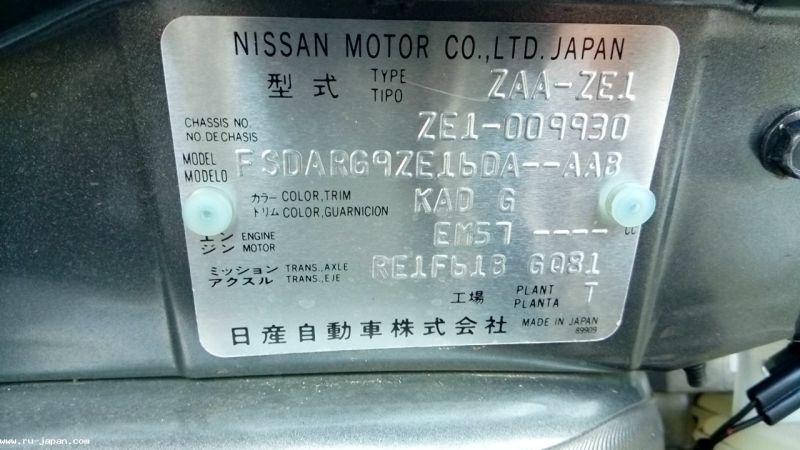 NISSAN MOTOR CO.,LTD. JAPAN
型式 TYPE TIPO ZAA-ZE1
CHASSIS NO. NO.DE CHASIS ZE1-009930
MODEL MODELO FSDARG9ZE16DA--AAB
カラー COLOR,TRIM トリム COLOR,GUARNICION KAD G
エンジン ENGINE MOTOR EM57 ---- CC
ミッション TRANS.,AXLE アクスル TRANS.,EJE RE1F61B GQ81
工場 PLANT PLANTA T
日産自動車株式会社 MADE IN JAPAN
89909
www.ru-japan.com